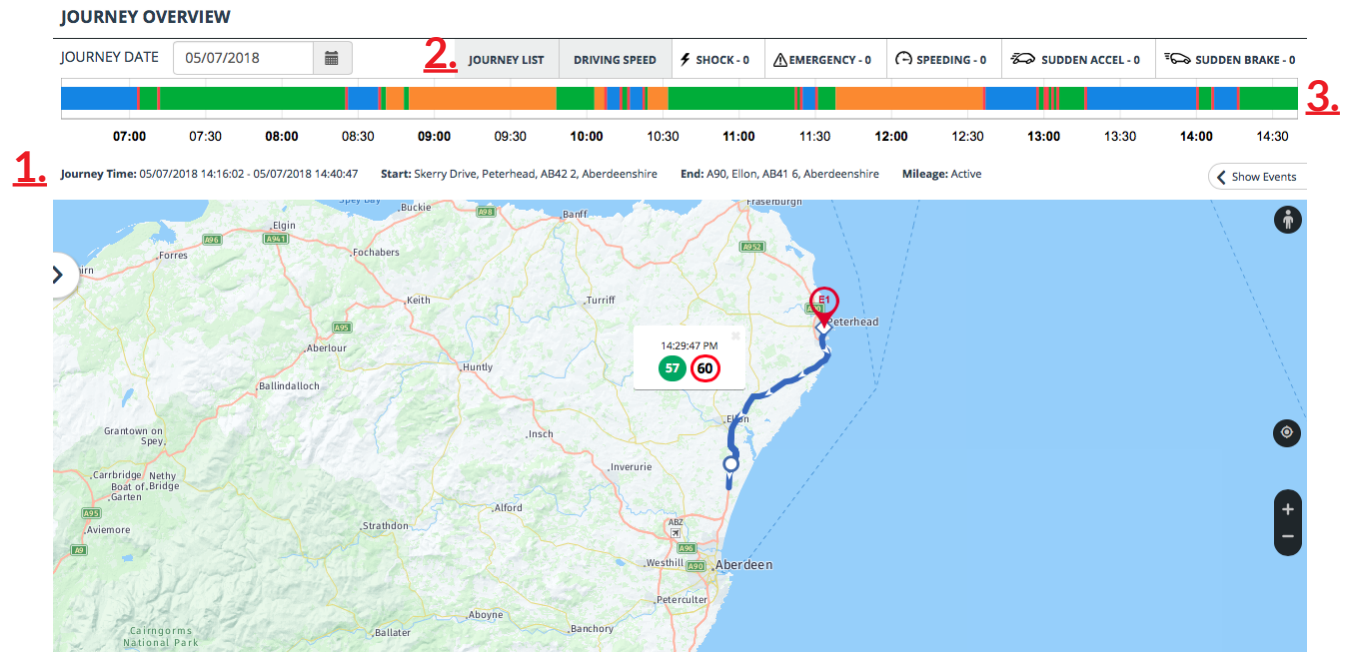 JOURNEY OVERVIEW
JOURNEY DATE 05/07/2018 2. JOURNEY LIST DRIVING SPEED SHOCK - 0 EMERGENCY - 0 SPEEDING - 0 SUDDEN ACCEL - 0 SUDDEN BRAKE - 0
3.
07:00 07:30 08:00 08:30 09:00 09:30 10:00 10:30 11:00 11:30 12:00 12:30 13:00 13:30 14:00 14:30
1. Journey Time: 05/07/2018 14:16:02 - 05/07/2018 14:40:47 Start: Skerry Drive, Peterhead, AB42 2, Aberdeenshire End: A90, Ellon, AB41 6, Aberdeenshire Mileage: Active
Show Events
Spey Bay Buckie A98 Banff Fraserburgh
Elgin
A96 A941 A952
Forres Fochabers
irn
Keith Turriff E1
Peterhead
A95
Aberlour 14:29:47 PM
57 60
Huntly
Ballindalloch
Ellon
Grantown on
Spey
Insch
Inverurie
Carrbridge Nethy
Boat of Bridge
Garten
Alford
A95
Aviemore Strathdon
A9
A96
Westhill A90 Aberdeen
Peterculter
Aboyne
Ballater Banchory
Cairngorms
National Park